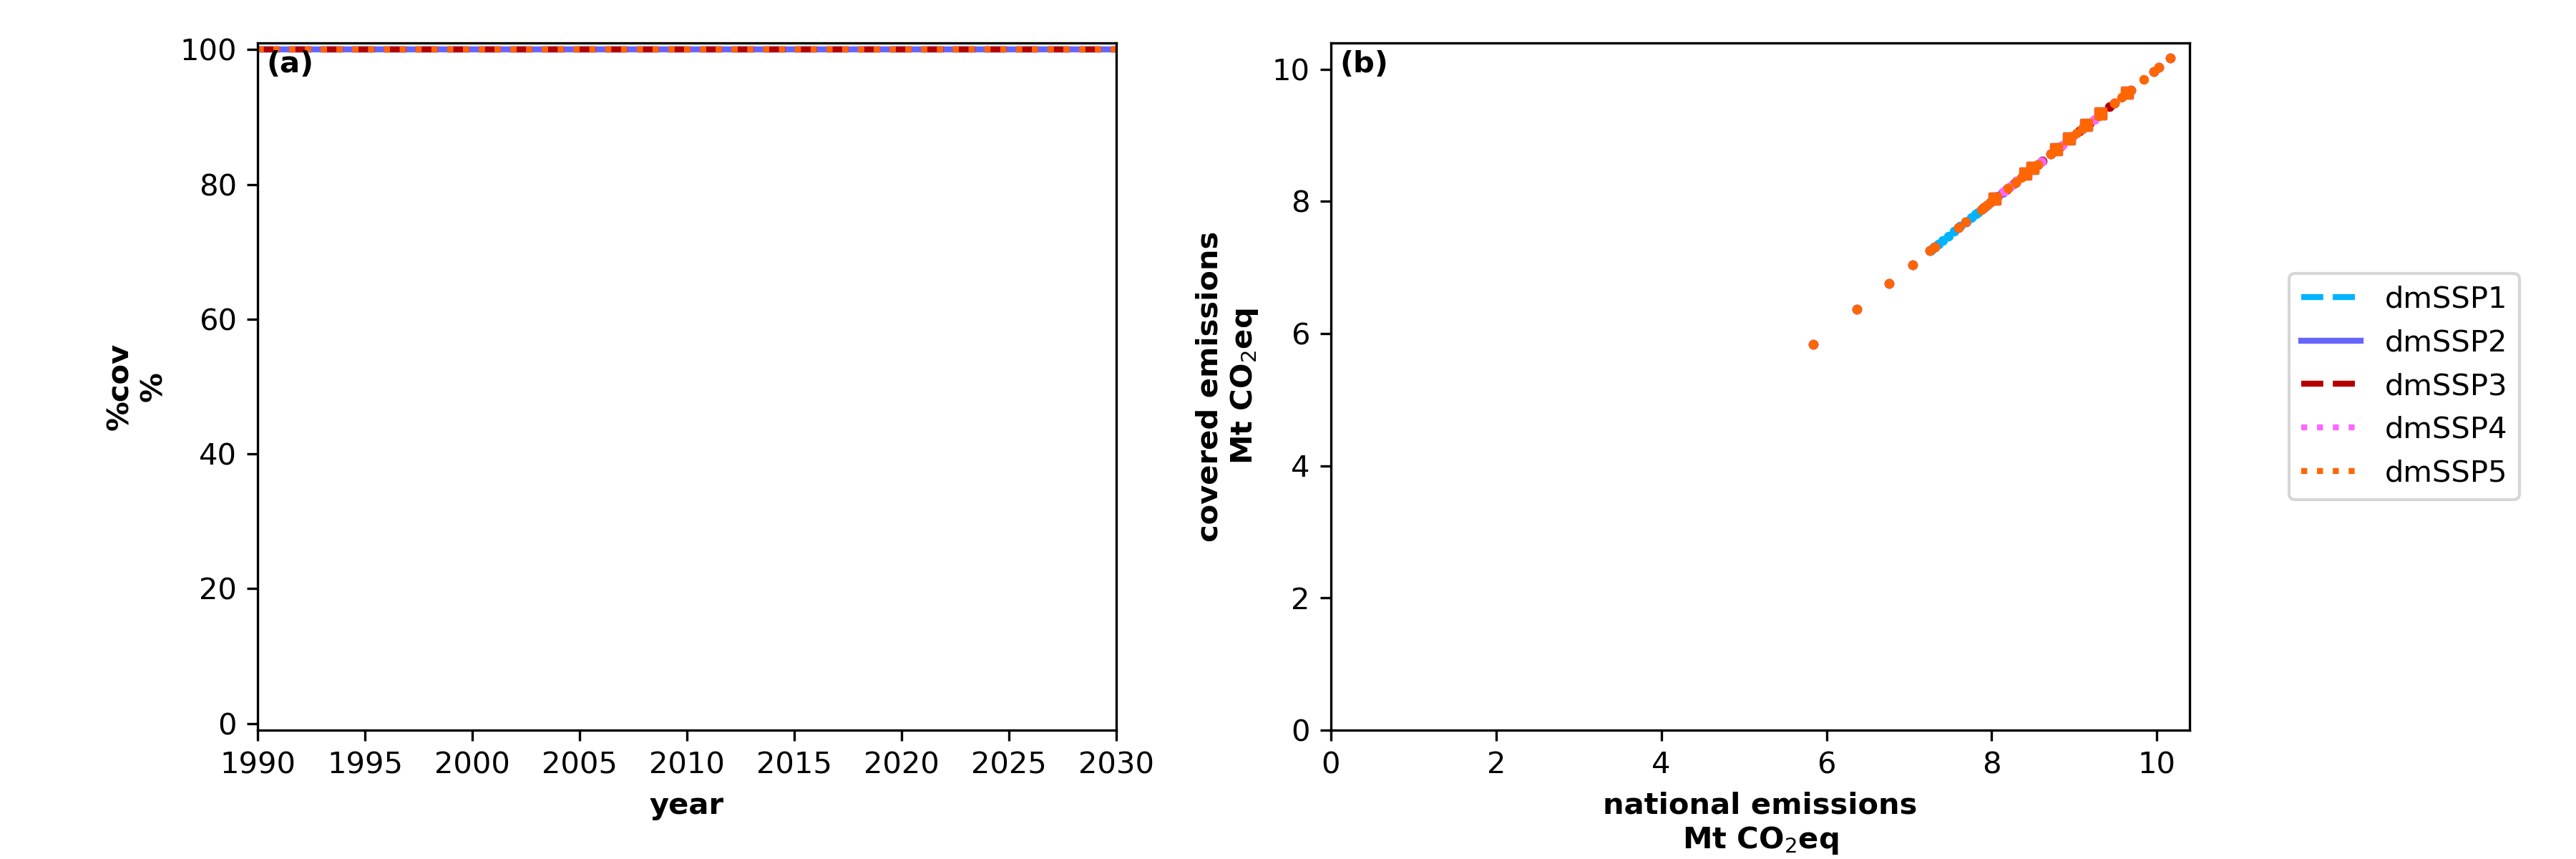 (a)
100
80
60
40
20
0
%cov
%
1990 1995 2000 2005 2010 2015 2020 2025 2030
year
(b)
10
8
6
4
2
0
covered emissions
Mt CO₂eq
0 2 4 6 8 10
national emissions
Mt CO₂eq
dmSSP1
dmSSP2
dmSSP3
dmSSP4
dmSSP5